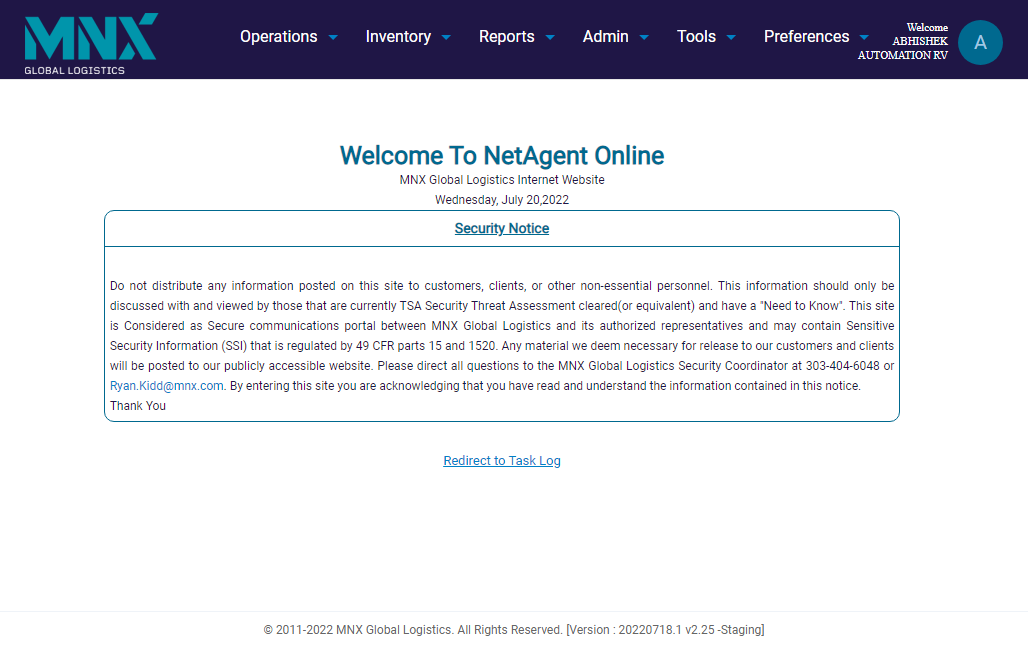 MNX
GLOBAL LOGISTICS
Operations Inventory Reports Admin Tools Preferences
Welcome
ABHISHEK
AUTOMATION RV
A
Welcome To NetAgent Online
MNX Global Logistics Internet Website
Wednesday, July 20,2022
Security Notice
Do not distribute any information posted on this site to customers, clients, or other non-essential personnel. This information should only be
discussed with and viewed by those that are currently TSA Security Threat Assessment cleared(or equivalent) and have a "Need to Know". This site
is Considered as Secure communications portal between MNX Global Logistics and its authorized representatives and may contain Sensitive
Security Information (SSI) that is regulated by 49 CFR parts 15 and 1520. Any material we deem necessary for release to our customers and clients
will be posted to our publicly accessible website. Please direct all questions to the MNX Global Logistics Security Coordinator at 303-404-6048 or
Ryan.Kidd@mnx.com. By entering this site you are acknowledging that you have read and understand the information contained in this notice.
Thank You
Redirect to Task Log
© 2011-2022 MNX Global Logistics. All Rights Reserved. [Version : 20220718.1 v2.25 -Staging]